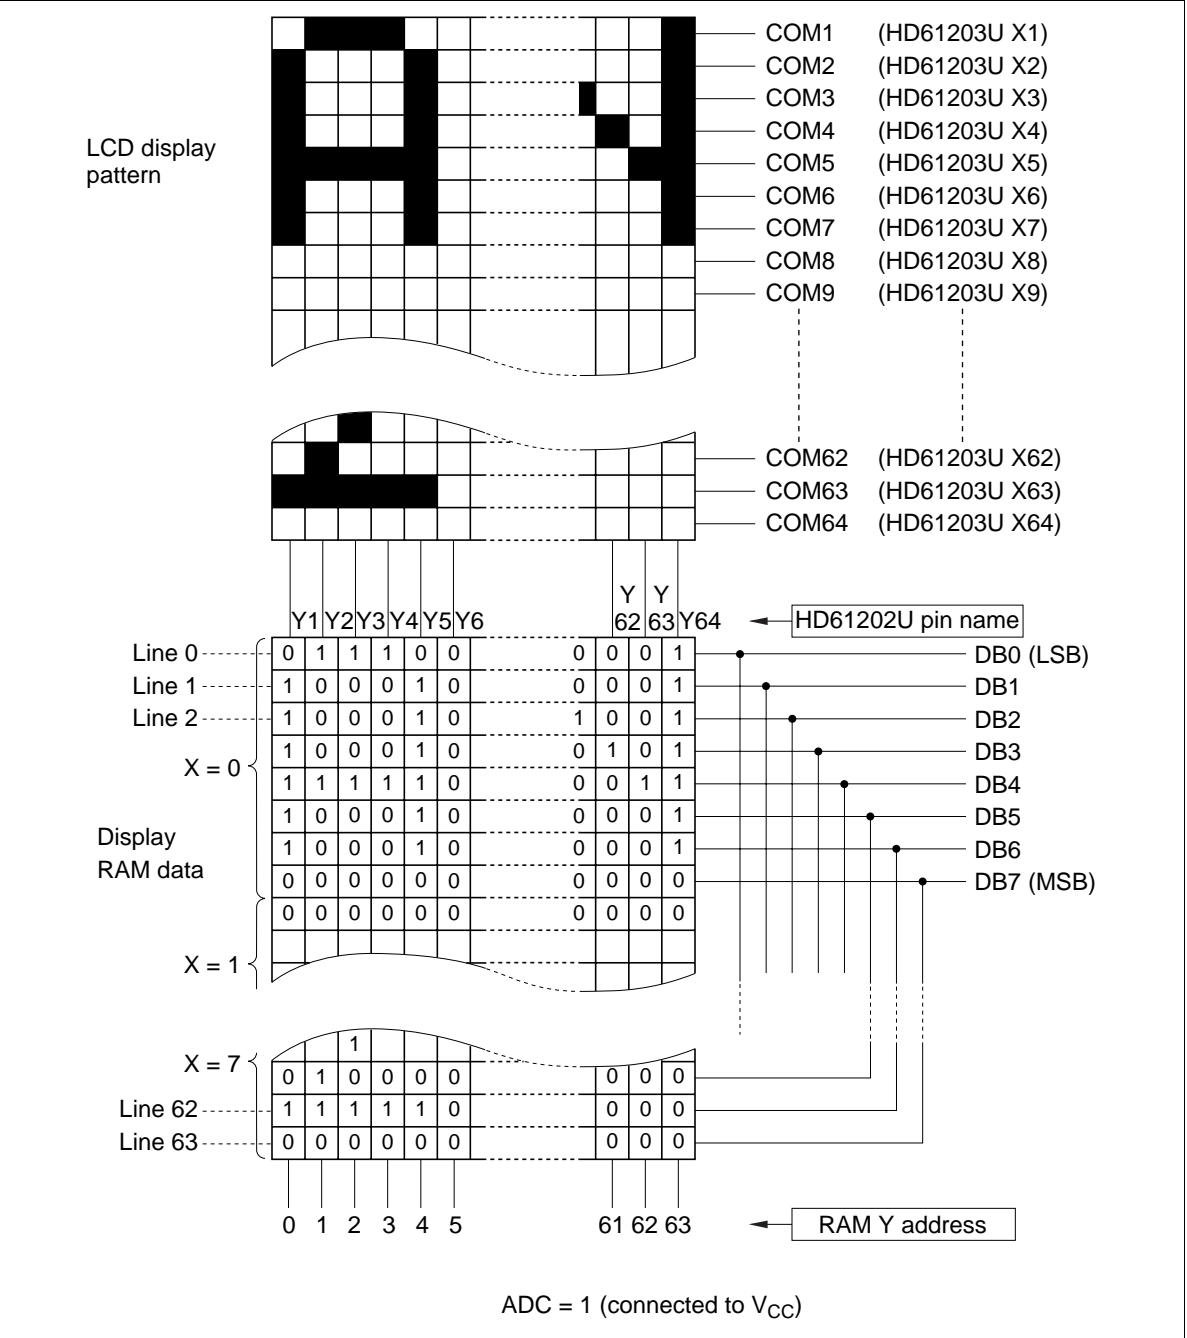 COM1 (HD61203U X1)
COM2 (HD61203U X2)
COM3 (HD61203U X3)
COM4 (HD61203U X4)
LCD display
pattern
COM5 (HD61203U X5)
COM6 (HD61203U X6)
COM7 (HD61203U X7)
COM8 (HD61203U X8)
COM9 (HD61203U X9)
COM62 (HD61203U X62)
COM63 (HD61203U X63)
COM64 (HD61203U X64)
Y1 Y2 Y3 Y4 Y5 Y6 Y 62 Y 63 Y64 HD61202U pin name
Line 0 0 1 1 1 0 0 0 0 0 1 DB0 (LSB)
Line 1 1 0 0 0 1 0 0 0 0 1 DB1
Line 2 1 0 0 0 1 0 1 0 0 1 DB2
1 0 0 0 1 0 0 1 0 1 DB3
X = 0
1 1 1 1 1 0 0 0 1 1 DB4
1 0 0 0 1 0 0 0 0 1 DB5
Display
RAM data
1 0 0 0 1 0 0 0 0 1 DB6
0 0 0 0 0 0 0 0 0 0 DB7 (MSB)
0 0 0 0 0 0 0 0 0 0
X = 1
1
X = 7
0 1 0 0 0 0 0 0 0
Line 62 1 1 1 1 1 0 0 0 0
Line 63 0 0 0 0 0 0 0 0 0
0 1 2 3 4 5 61 62 63 RAM Y address
ADC = 1 (connected to VCC)